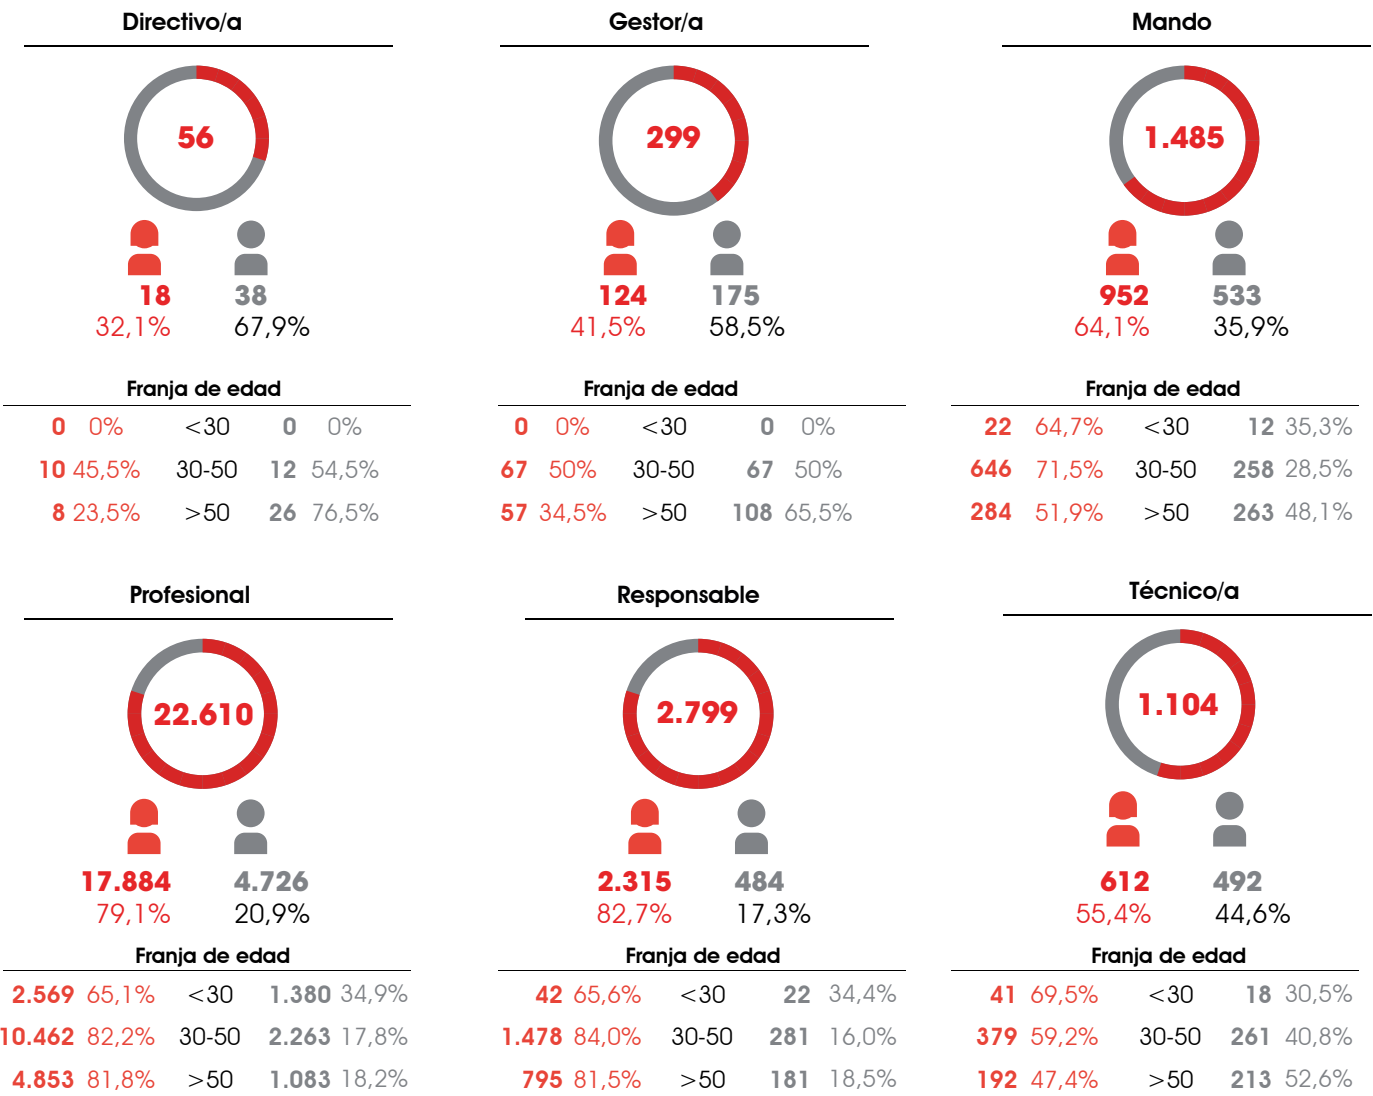 Directivo/a
56
18 38
32,1% 67,9%
Franja de edad
0 0% <30 0 0%
10 45,5% 30-50 12 54,5%
8 23,5% >50 26 76,5%
Gestor/a
299
124 175
41,5% 58,5%
Franja de edad
0 0% <30 0 0%
67 50% 30-50 67 50%
57 34,5% >50 108 65,5%
Mando
1.485
952 533
64,1% 35,9%
Franja de edad
22 64,7% <30 12 35,3%
646 71,5% 30-50 258 28,5%
284 51,9% >50 263 48,1%
Profesional
22.610
17.884 4.726
79,1% 20,9%
Franja de edad
2.569 65,1% <30 1.380 34,9%
10.462 82,2% 30-50 2.263 17,8%
4.853 81,8% >50 1.083 18,2%
Responsable
2.799
2.315 484
82,7% 17,3%
Franja de edad
42 65,6% <30 22 34,4%
1.478 84,0% 30-50 281 16,0%
795 81,5% >50 181 18,5%
Técnico/a
1.104
612 492
55,4% 44,6%
Franja de edad
41 69,5% <30 18 30,5%
379 59,2% 30-50 261 40,8%
192 47,4% >50 213 52,6%